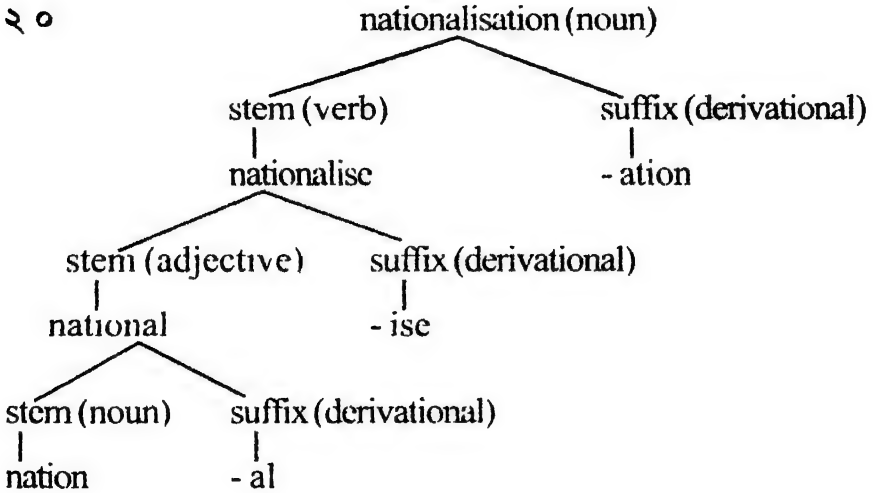 २०
nationalisation (noun)
stem (verb) suffix (derivational)
nationalise - ation
stem (adjective) suffix (derivational)
national - ise
stem (noun) suffix (derivational)
nation - al